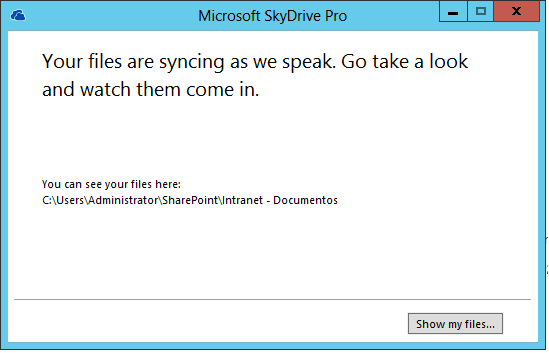 Microsoft SkyDrive Pro
Your files are syncing as we speak. Go take a look
and watch them come in.
You can see your files here:
C:\Users\Administrator\SharePoint\Intranet - Documentos
Show my files...